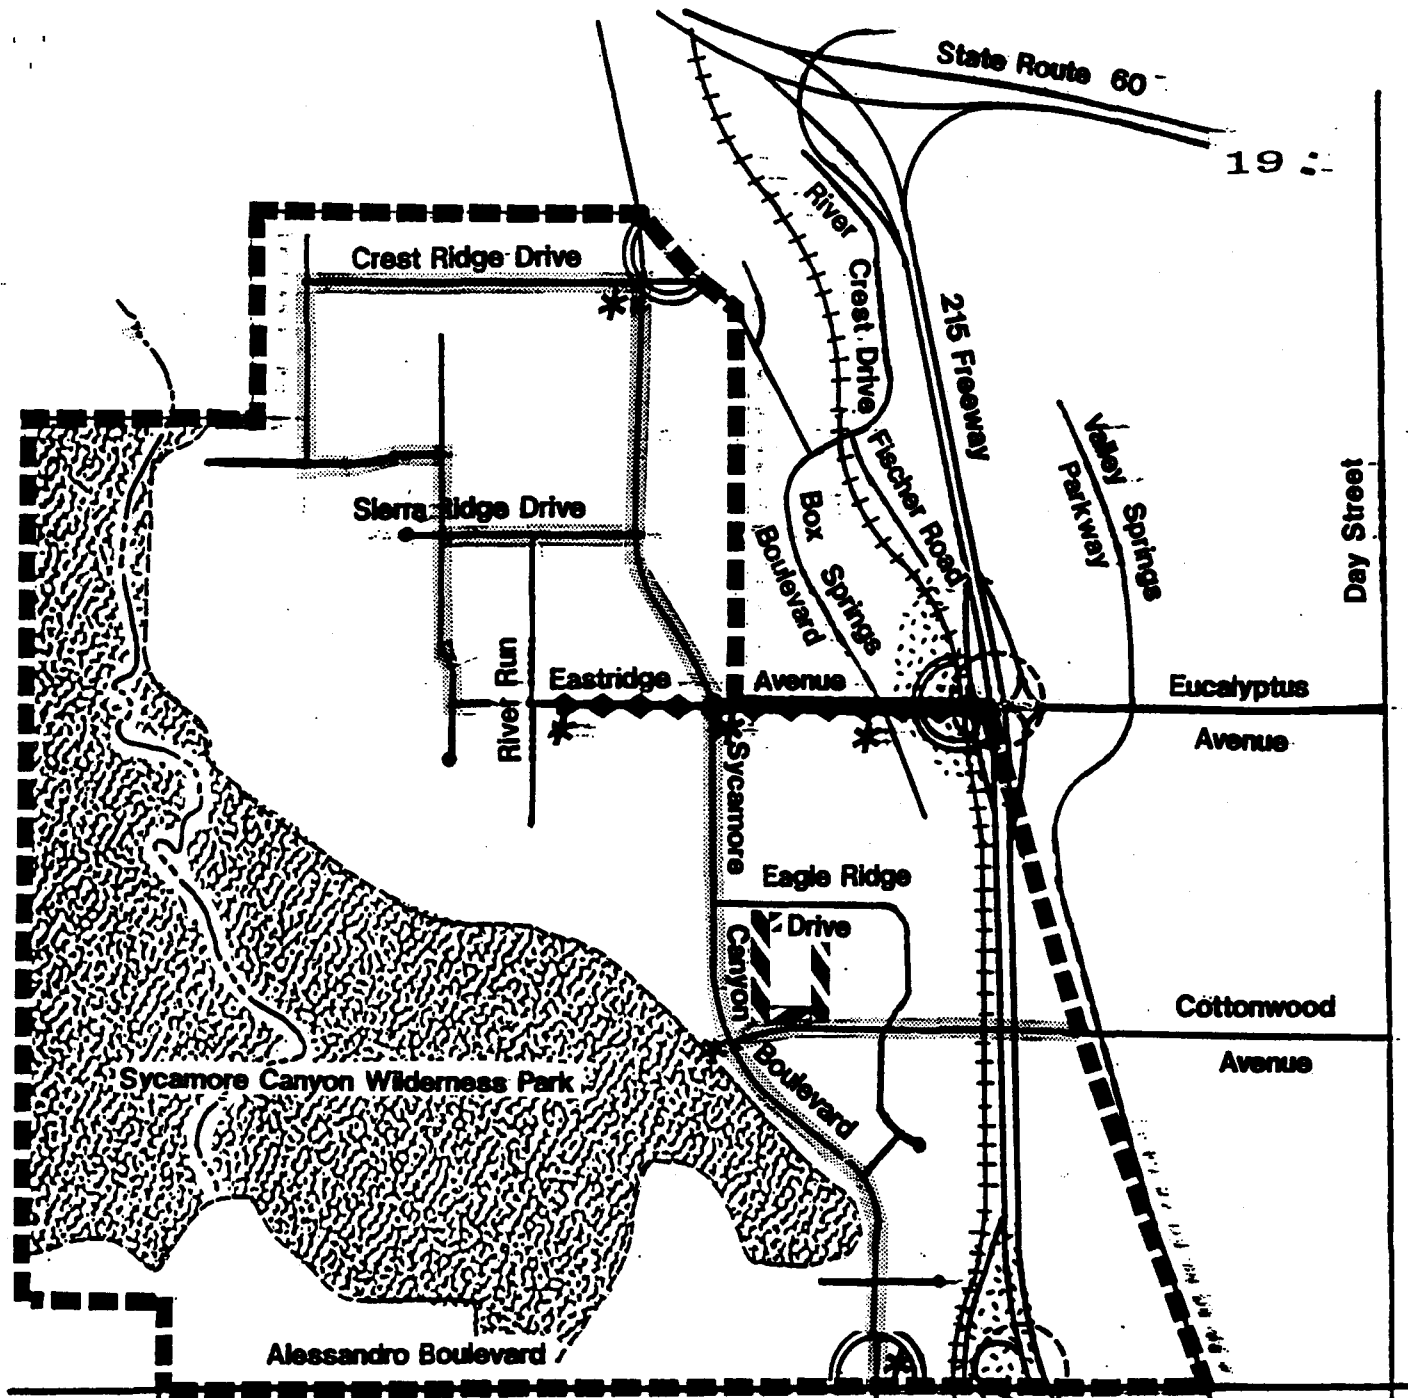 State Route 60
19
River
Crest Drive
Crest Ridge Drive
215 Freeway
Fischer Road
Valley Springs
Parkway
Day Street
Sierra Ridge Drive
Box Springs
Boulevard
River Run
Eastridge Avenue
Eucalyptus
Avenue
Sycamore
Canyon
Boulevard
Eagle Ridge
Drive
Cottonwood
Avenue
Sycamore Canyon Wilderness Park
Alessandro Boulevard